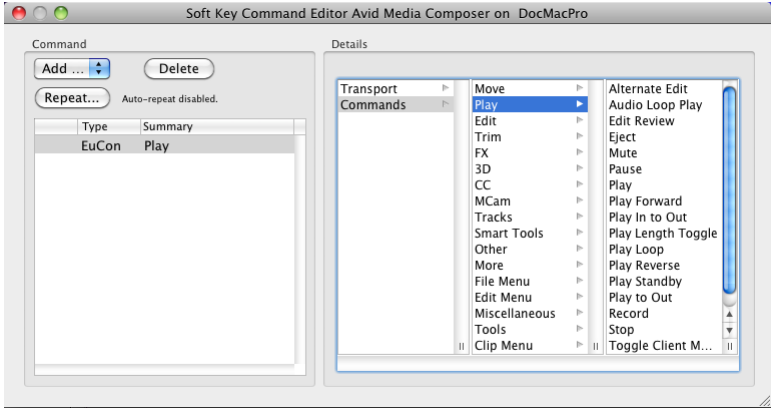 Soft Key Command Editor Avid Media Composer on DocMacPro
Command
Add ...
Delete
Repeat...
Auto-repeat disabled.
Type Summary
EuCon Play
Details
Transport
Commands
Move
Play
Edit
Trim
FX
3D
CC
MCam
Tracks
Smart Tools
Other
More
File Menu
Edit Menu
Miscellaneous
Tools
Clip Menu
Alternate Edit
Audio Loop Play
Edit Review
Eject
Mute
Pause
Play
Play Forward
Play In to Out
Play Length Toggle
Play Loop
Play Reverse
Play Standby
Play to Out
Record
Stop
Toggle Client M...